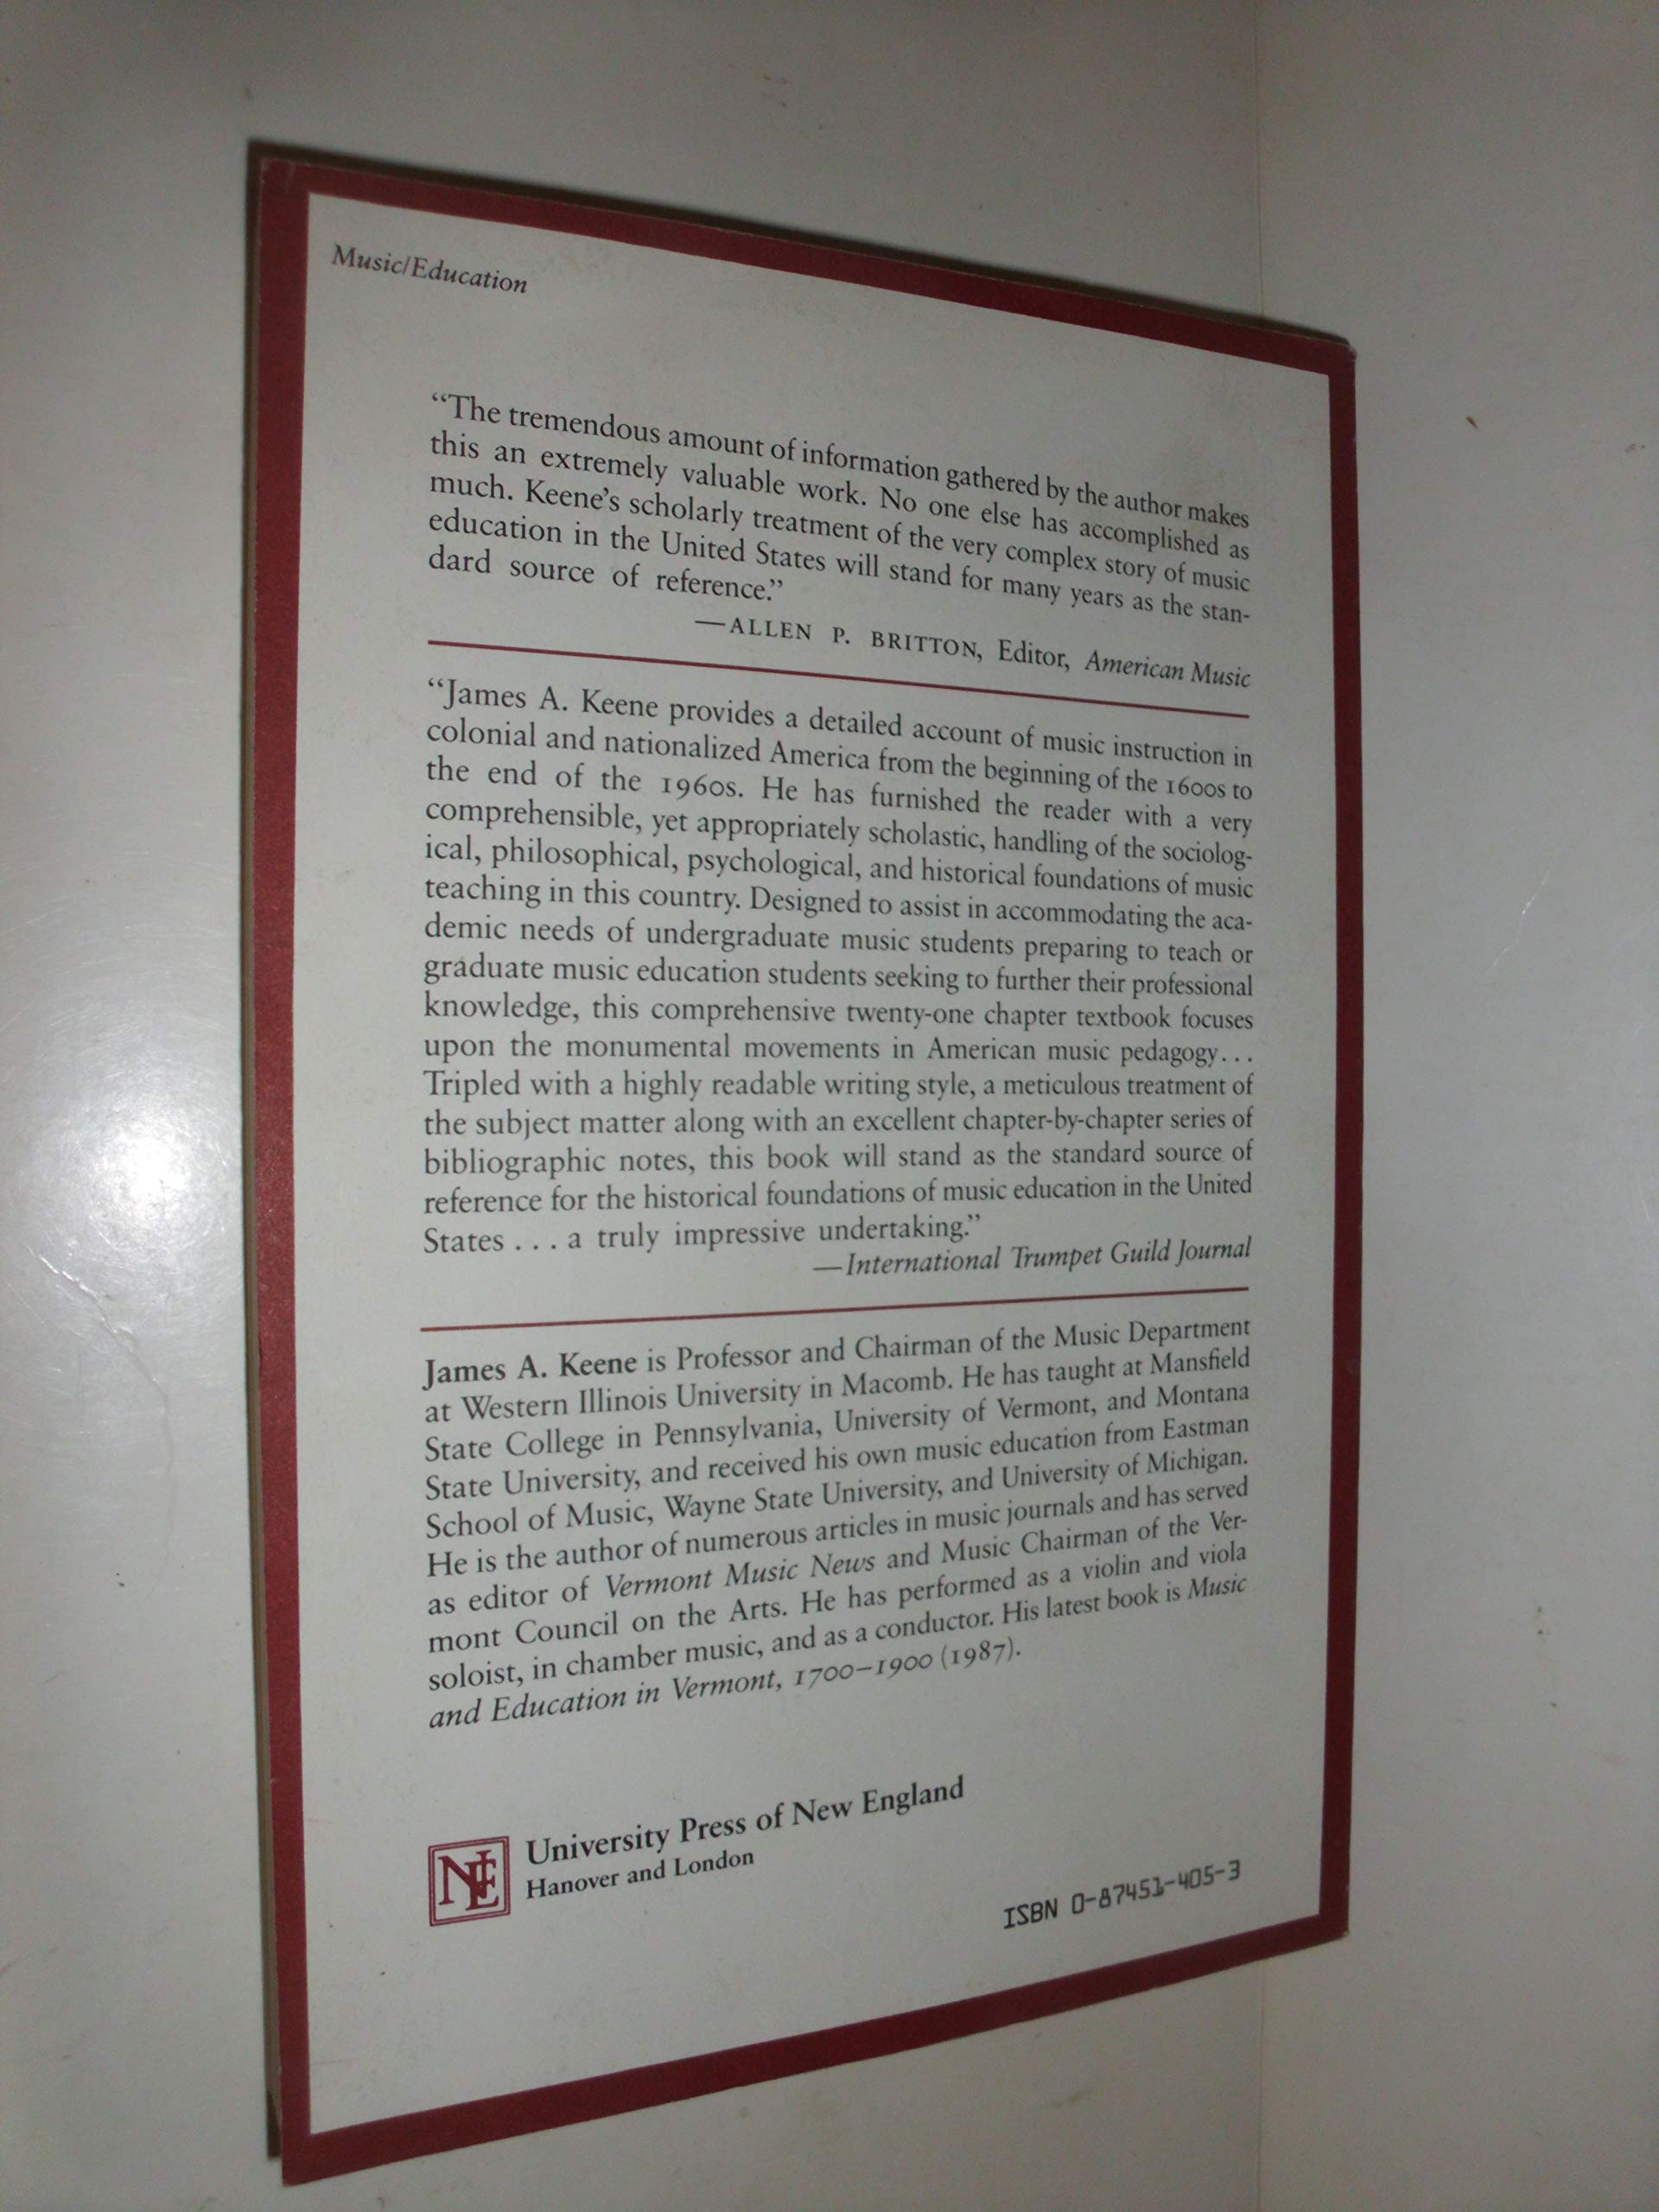 Music/Education
“The tremendous amount of information gathered by the author makes
this an extremely valuable work. No one else has accomplished as
much. Keene’s scholarly treatment of the very complex story of music
education in the United States will stand for many years as the stan-
dard source of reference.”
—ALLEN P. BRITTON, Editor, American Music
“James A. Keene provides a detailed account of music instruction in
colonial and nationalized America from the beginning of the 1600s to
the end of the 1960s. He has furnished the reader with a very
comprehensible, yet appropriately scholastic, handling of the sociolog-
ical, philosophical, psychological, and historical foundations of music
teaching in this country. Designed to assist in accommodating the aca-
demic needs of undergraduate music students preparing to teach or
graduate music education students seeking to further their professional
knowledge, this comprehensive twenty-one chapter textbook focuses
upon the monumental movements in American music pedagogy...
Tripled with a highly readable writing style, a meticulous treatment of
the subject matter along with an excellent chapter-by-chapter series of
bibliographic notes, this book will stand as the standard source of
reference for the historical foundations of music education in the United
States ... a truly impressive undertaking.”
—International Trumpet Guild Journal
James A. Keene is Professor and Chairman of the Music Department
at Western Illinois University in Macomb. He has taught at Mansfield
State College in Pennsylvania, University of Vermont, and Montana
State University, and received his own music education from Eastman
School of Music, Wayne State University, and University of Michigan.
He is the author of numerous articles in music journals and has served
as editor of Vermont Music News and Music Chairman of the Ver-
mont Council on the Arts. He has performed as a violin and viola
soloist, in chamber music, and as a conductor. His latest book is Music
and Education in Vermont, 1700–1900 (1987).
NE
University Press of New England
Hanover and London
ISBN 0-87451-405-3